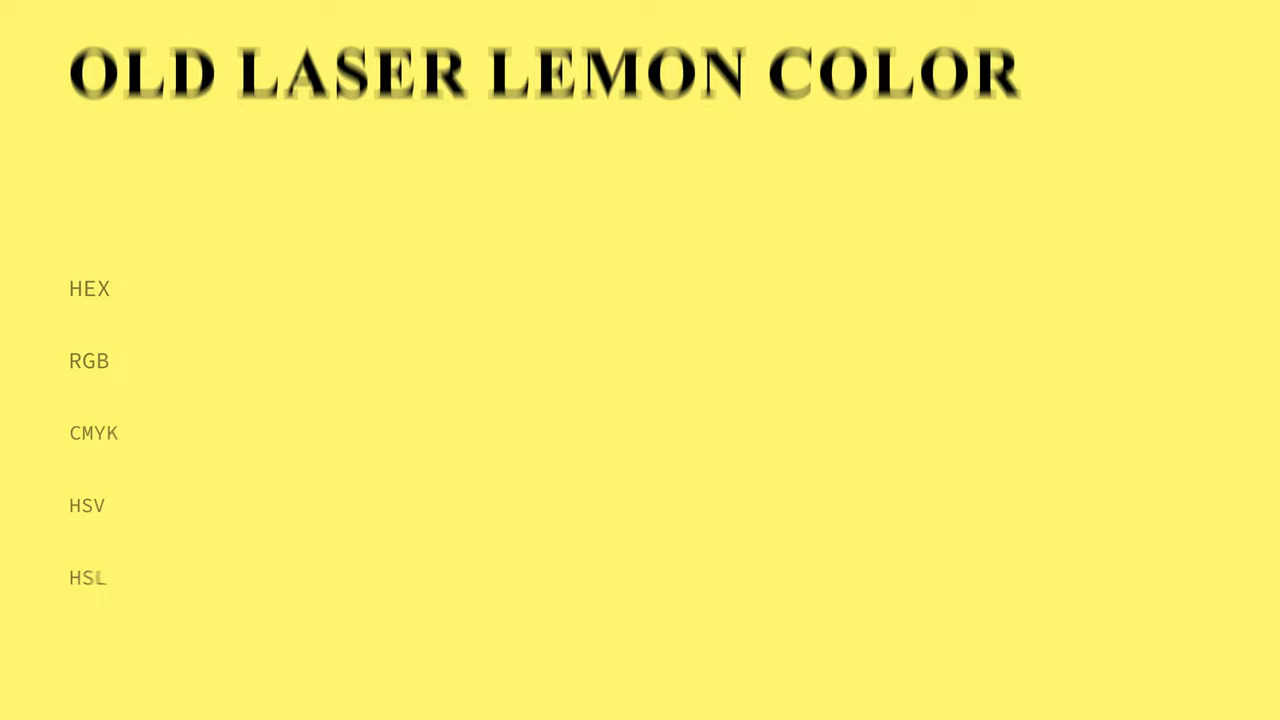 OLD LASER LEMON COLOR
HEX
RGB
CMYK
HSV
HSL